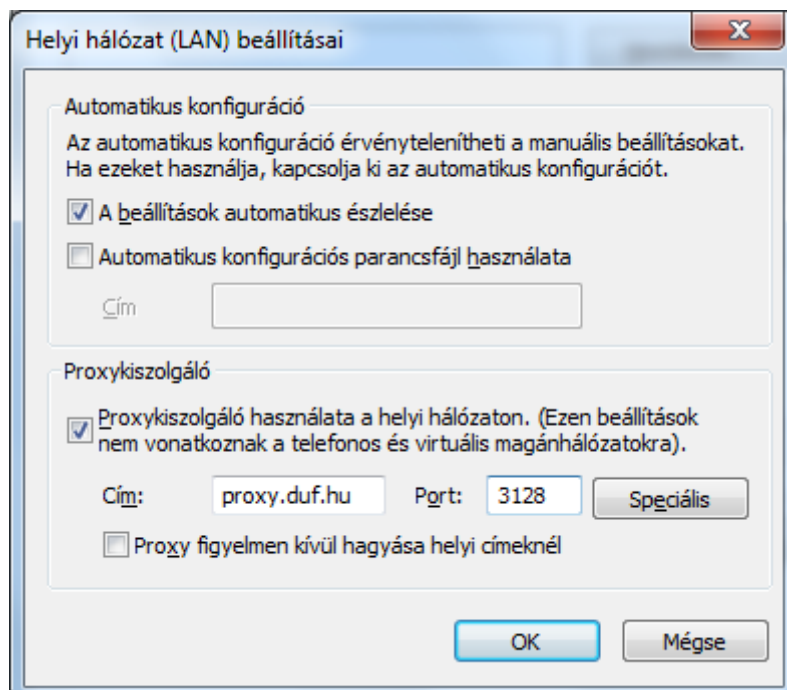 Helyi hálózat (LAN) beállításai
Automatikus konfiguráció
Az automatikus konfiguráció érvénytelenítheti a manuális beállításokat.
Ha ezeket használja, kapcsolja ki az automatikus konfigurációt.
A beállítások automatikus észlelése
Automatikus konfigurációs parancsfájl használata
Cím
Proxykiszolgáló
Proxykiszolgáló használata a helyi hálózaton. (Ezen beállítások
nem vonatkoznak a telefonos és virtuális magánhálózatokra).
Cím: proxy.duf.hu Port: 3128 Speciális
Proxy figyelmen kívül hagyása helyi címeknél
OK Mégse